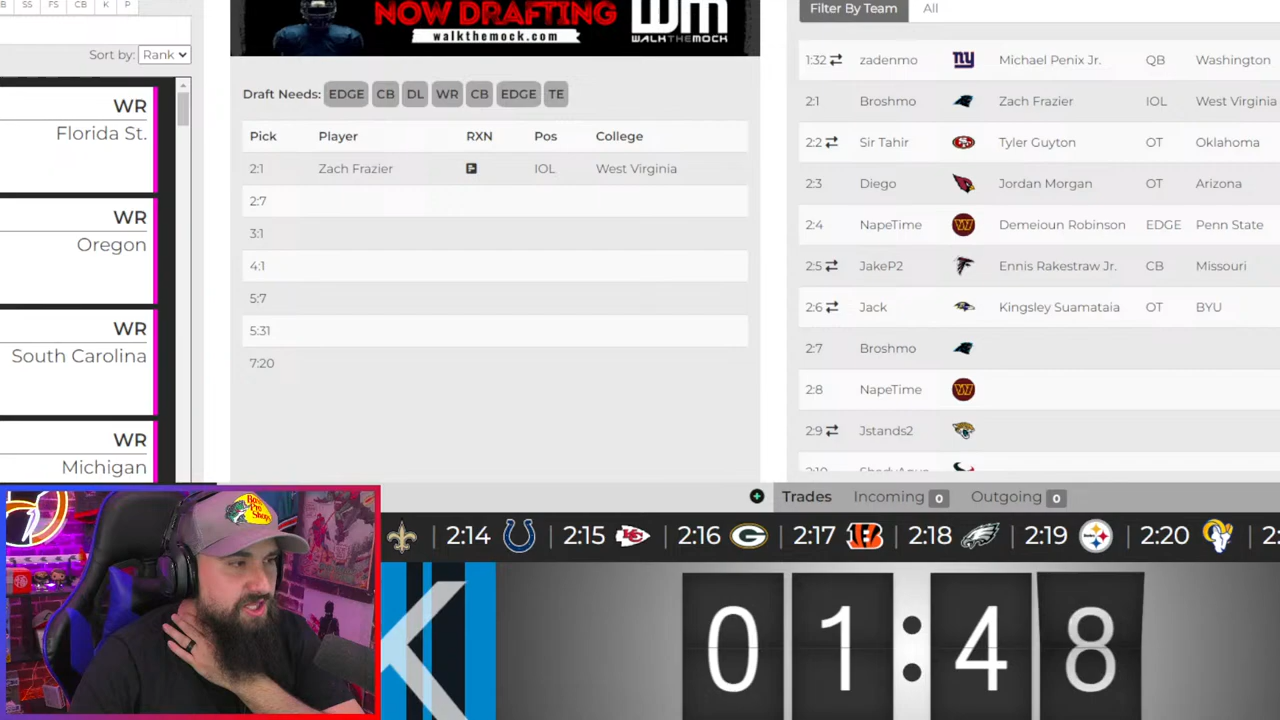 SS FS CB K P
Sort by: Rank
WR
Florida St.
WR
Oregon
WR
South Carolina
WR
Michigan
NOW DRAFTING
walkthemock.com
WM
WALKTHEMOCK
Draft Needs: EDGE CB DL WR CB EDGE TE
Pick Player RXN Pos College
2:1 Zach Frazier IOL West Virginia
2:7
3:1
4:1
5:7
5:31
7:20
Filter By Team All
1:32 zadenmo Michael Penix Jr. QB Washington
2:1 Broshmo Zach Frazier IOL West Virginia
2:2 Sir Tahir Tyler Guyton OT Oklahoma
2:3 Diego Jordan Morgan OT Arizona
2:4 NapeTime Demeioun Robinson EDGE Penn State
2:5 JakeP2 Ennis Rakestraw Jr. CB Missouri
2:6 Jack Kingsley Suamataia OT BYU
2:7 Broshmo
2:8 NapeTime
2:9 Jstands2
Trades Incoming 0 Outgoing 0
2:14 2:15 2:16 2:17 2:18 2:19 2:20
01:48
Bass Pro Shops